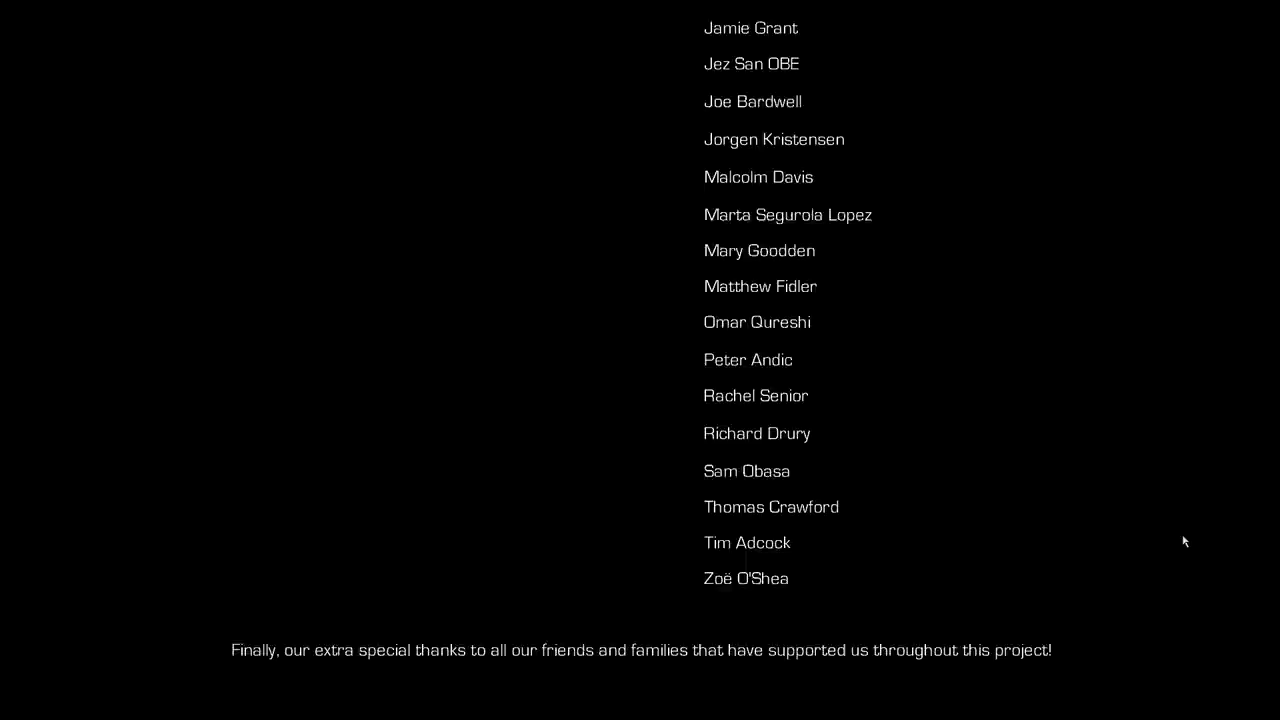 Jamie Grant
Jez San OBE
Joe Bardwell
Jorgen Kristensen
Malcolm Davis
Marta Segurola Lopez
Mary Goodden
Matthew Fidler
Omar Qureshi
Peter Andic
Rachel Senior
Richard Drury
Sam Obasa
Thomas Crawford
Tim Adcock
Zoë O'Shea
Finally, our extra special thanks to all our friends and families that have supported us throughout this project!